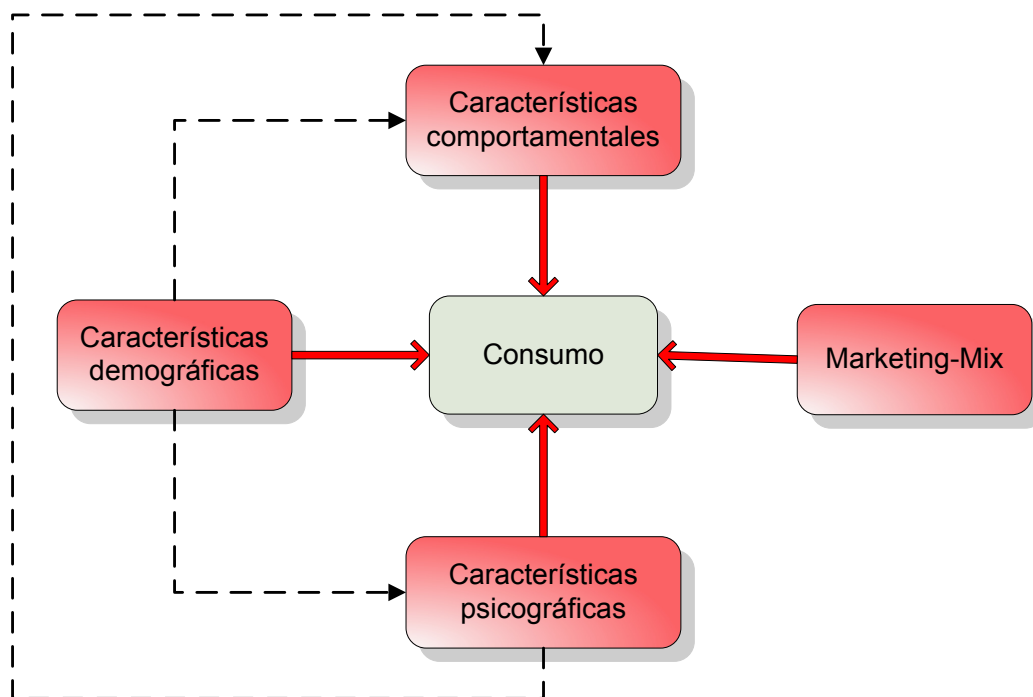 Características
comportamentales
Características
demográficas
Consumo
Marketing-Mix
Características
psicográficas